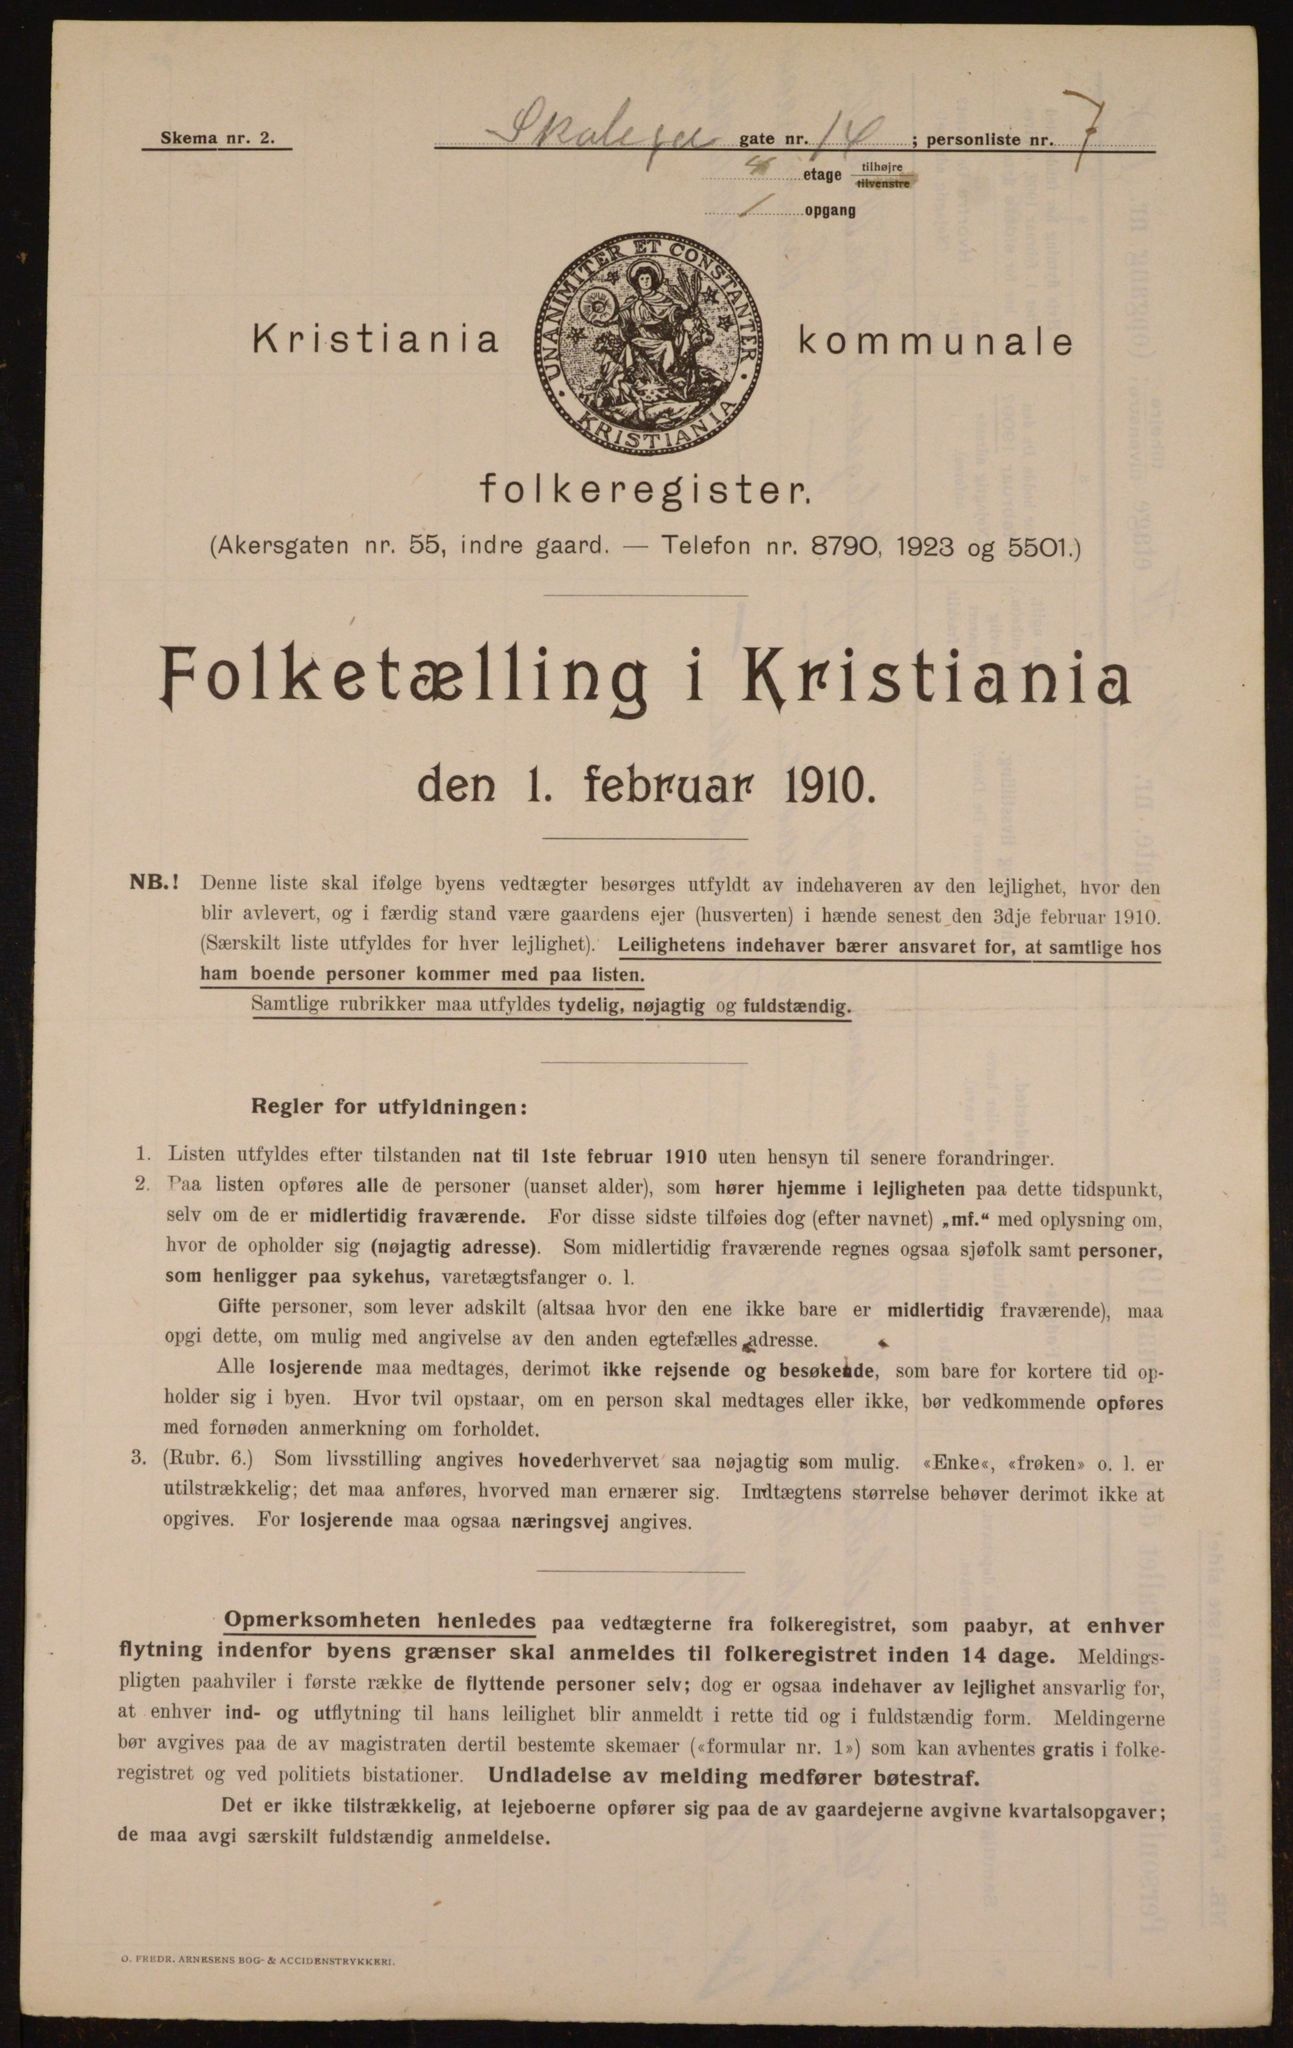 Skema nr. 2.
Skolegd gate nr. 14 ; personliste nr. 7
etage tilhøjre
tilvenstre
1 opgang
UNANIMITER ET CONSTANTER
KRISTIANIA
Kristiania kommunale
folkeregister.
(Akersgaten nr. 55, indre gaard. — Telefon nr. 8790, 1923 og 5501.)
Folketælling i Kristiania
den 1. februar 1910.
NB.! Denne liste skal ifølge byens vedtægter besørges utfyldt av indehaveren av den lejlighet, hvor den
blir avlevert, og i færdig stand være gaardens ejer (husverten) i hænde senest den 3dje februar 1910.
(Særskilt liste utfyldes for hver lejlighet). Leilighetens indehaver bærer ansvaret for, at samtlige hos
ham boende personer kommer med paa listen.
Samtlige rubrikker maa utfyldes tydelig, nøjagtig og fuldstændig.
Regler for utfyldningen:
1. Listen utfyldes efter tilstanden nat til 1ste februar 1910 uten hensyn til senere forandringer.
2. Paa listen opføres alle de personer (uanset alder), som hører hjemme i lejligheten paa dette tidspunkt,
selv om de er midlertidig fraværende. For disse sidste tilføies dog (efter navnet) „mf.“ med oplysning om,
hvor de opholder sig (nøjagtig adresse). Som midlertidig fraværende regnes ogsaa sjøfolk samt personer,
som henligger paa sykehus, varetægtsfanger o. l.
Gifte personer, som lever adskilt (altsaa hvor den ene ikke bare er midlertidig fraværende), maa
opgi dette, om mulig med angivelse av den anden egtefælles adresse.
Alle losjerende maa medtages, derimot ikke rejsende og besøkende, som bare for kortere tid op-
holder sig i byen. Hvor tvil opstaar, om en person skal medtages eller ikke, bør vedkommende opføres
med fornøden anmerkning om forholdet.
3. (Rubr. 6.) Som livsstilling angives hovederhvervet saa nøjagtig som mulig. «Enke«, «frøken» o. l. er
utilstrækkelig; det maa anføres, hvorved man ernærer sig. Indtægtens størrelse behøver derimot ikke at
opgives. For losjerende maa ogsaa næringsvej angives.
Opmerksomheten henledes paa vedtægterne fra folkeregistret, som paabyr, at enhver
flytning indenfor byens grænser skal anmeldes til folkeregistret inden 14 dage. Meldings-
pligten paahviler i første række de flyttende personer selv; dog er ogsaa indehaver av lejlighet ansvarlig for,
at enhver ind- og utflytning til hans leilighet blir anmeldt i rette tid og i fuldstændig form. Meldingerne
bør avgives paa de av magistraten dertil bestemte skemaer («formular nr. 1») som kan avhentes gratis i folke-
registret og ved politiets bistationer. Undladelse av melding medfører bøtestraf.
Det er ikke tilstrækkelig, at lejeboerne opfører sig paa de av gaardejerne avgivne kvartalsopgaver;
de maa avgi særskilt fuldstændig anmeldelse.
O. FREDR. ARNESENS BOG- & ACCIDENSTRYKKERI.